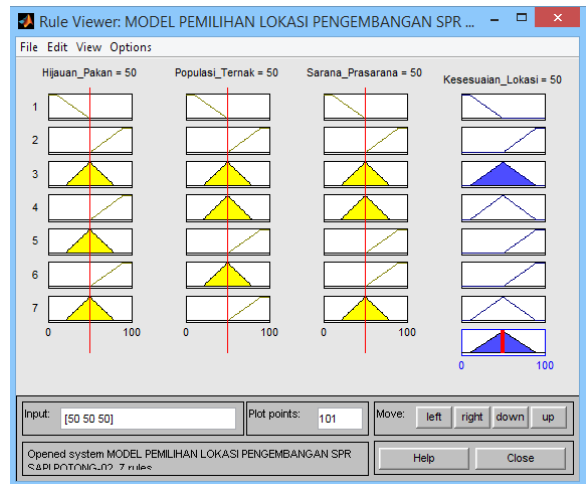 Rule Viewer: MODEL PEMILIHAN LOKASI PENGEMBANGAN SPR ...
File Edit View Options
Hijauan_Pakan = 50
Populasi_Ternak = 50
Sarana_Prasarana = 50
Kesesuaian_Lokasi = 50
1
2
3
4
5
6
7
0 100
0 100
0 100
0 100
Input: [50 50 50]
Plot points: 101
Move: left right down up
Opened system MODEL PEMILIHAN LOKASI PENGEMBANGAN SPR
SAPI POTONG-02, 7 rules
Help
Close